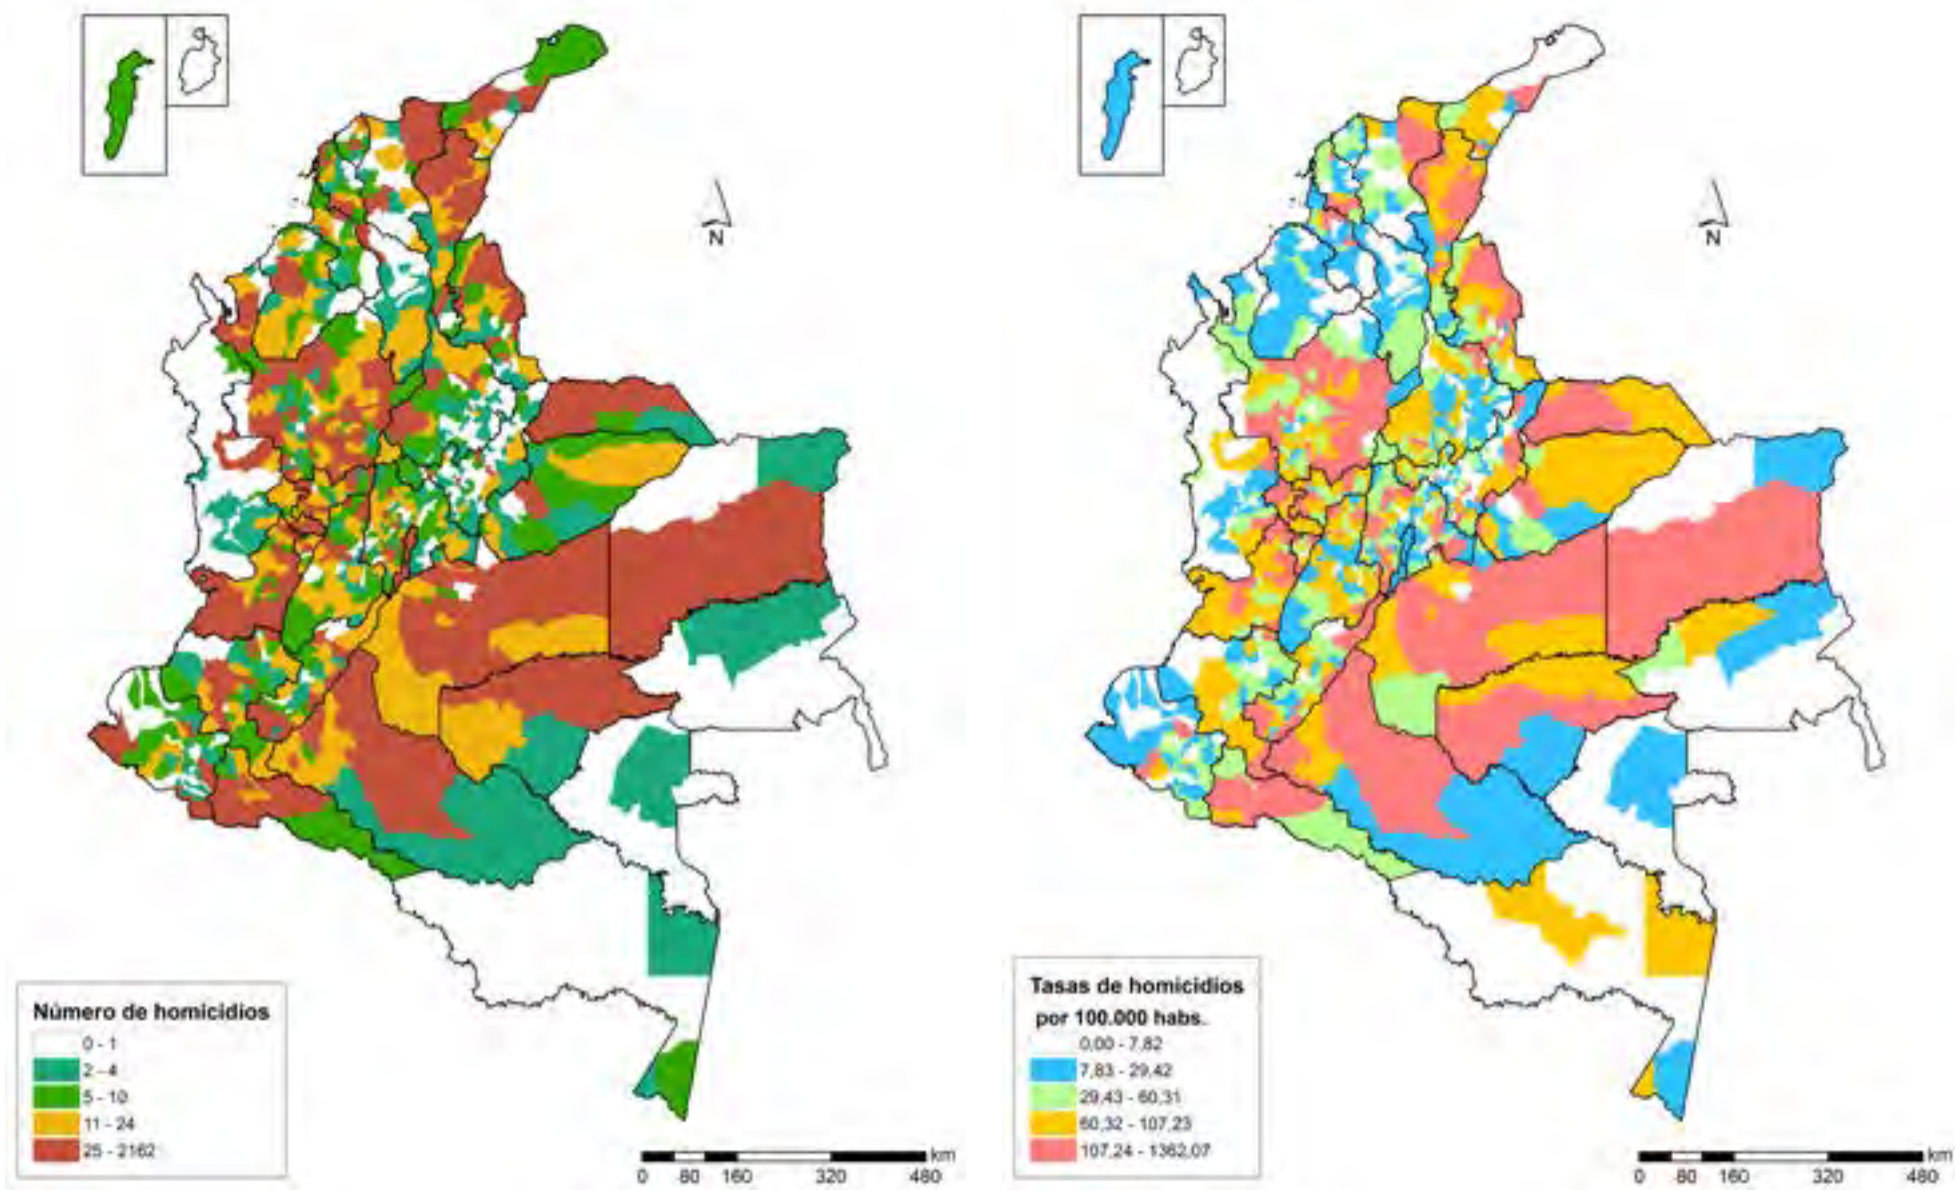 N
N
Número de homicidios
0 - 1
2 - 4
5 - 10
11 - 24
25 - 2162
km
0 80 160 320 480
Tasas de homicidios
por 100.000 habs.
0,00 - 7,82
7,83 - 29,42
29,43 - 60,31
60,32 - 107,23
107,24 - 1362,07
km
0 80 160 320 480